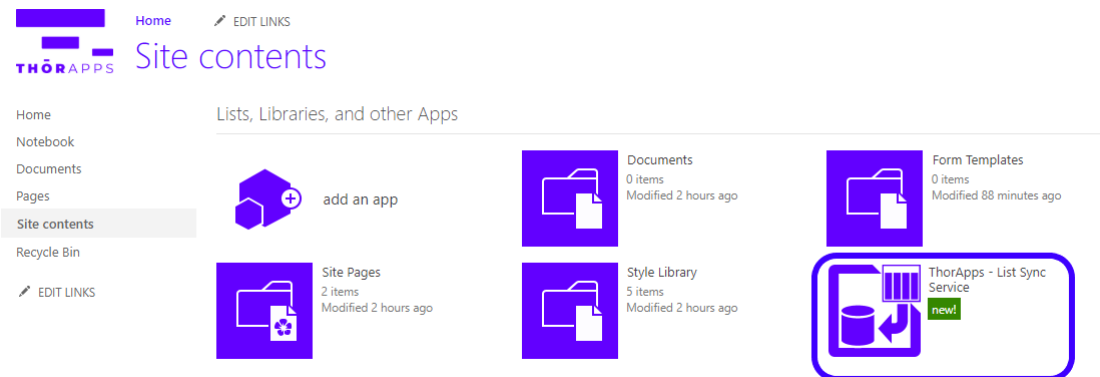 Home
EDIT LINKS
THŌRAPPS
Site contents
Home
Notebook
Documents
Pages
Site contents
Recycle Bin
EDIT LINKS
Lists, Libraries, and other Apps
add an app
Documents
0 items
Modified 2 hours ago
Form Templates
0 items
Modified 88 minutes ago
Site Pages
2 items
Modified 2 hours ago
Style Library
5 items
Modified 2 hours ago
ThorApps - List Sync
Service
new!